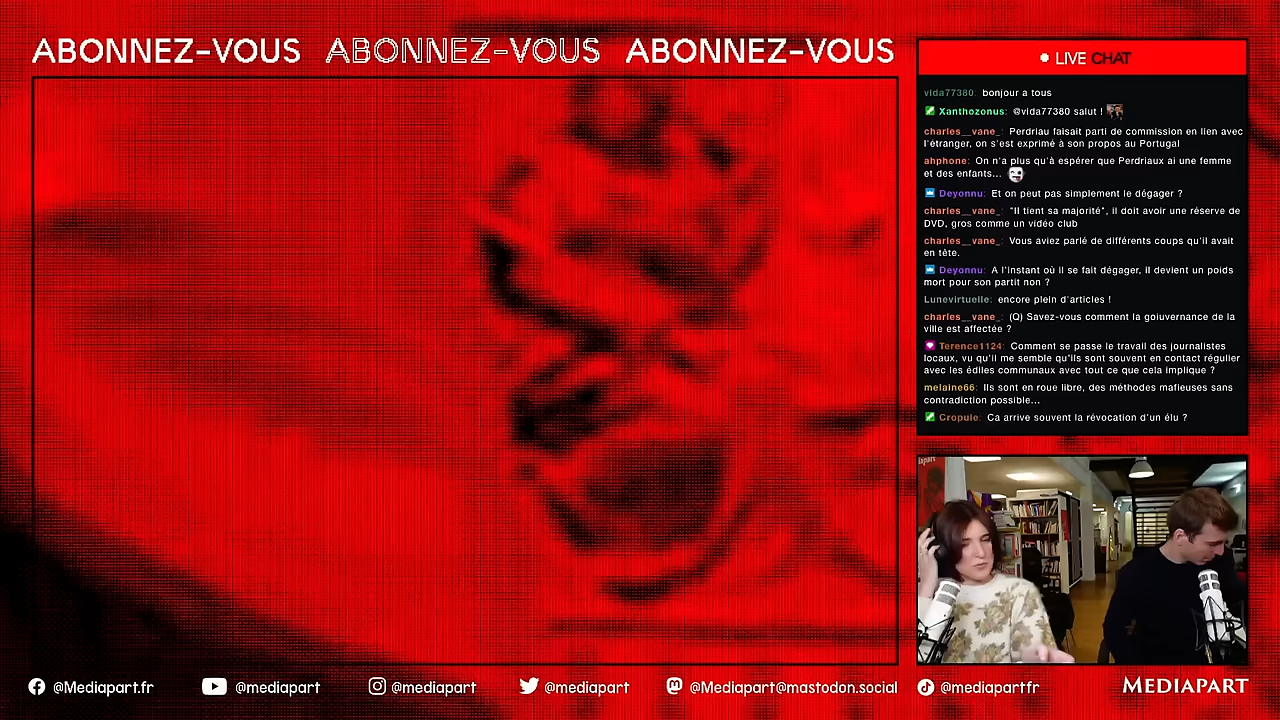 ABONNEZ-VOUS ABONNEZ-VOUS ABONNEZ-VOUS
LIVE CHAT
vida77380: bonjour a tous
Xanthozonus: @vida77380 salut !
charles__vane_: Perdriau faisait parti de commission en lien avec
l'étranger, on s'est exprimé à son propos au Portugal
ahphone: On n'a plus qu'à espérer que Perdriaux ai une femme
et des enfants...
Deyonnu: Et on peut pas simplement le dégager ?
charles__vane_: "Il tient sa majorité", il doit avoir une réserve de
DVD, gros comme un vidéo club
charles__vane_: Vous aviez parlé de différents coups qu'il avait
en tête.
Deyonnu: A l'instant où il se fait dégager, il devient un poids
mort pour son partit non ?
Lunevirtuelle: encore plein d'articles !
charles__vane_: (Q) Savez-vous comment la goiuvernance de la
ville est affectée ?
Terence1124: Comment se passe le travail des journalistes
locaux, vu qu'il me semble qu"ils sont souvent en contact régulier
avec les édiles communaux avec tout ce que cela implique ?
melaine66: Ils sont en roue libre, des méthodes mafieuses sans
contradiction possible...
Cropule: Ca arrive souvent la révocation d'un élu ?
@Mediapart.fr @mediapart @mediapart @mediapart @Mediapart@mastodon.social @mediapartfr MEDIAPART